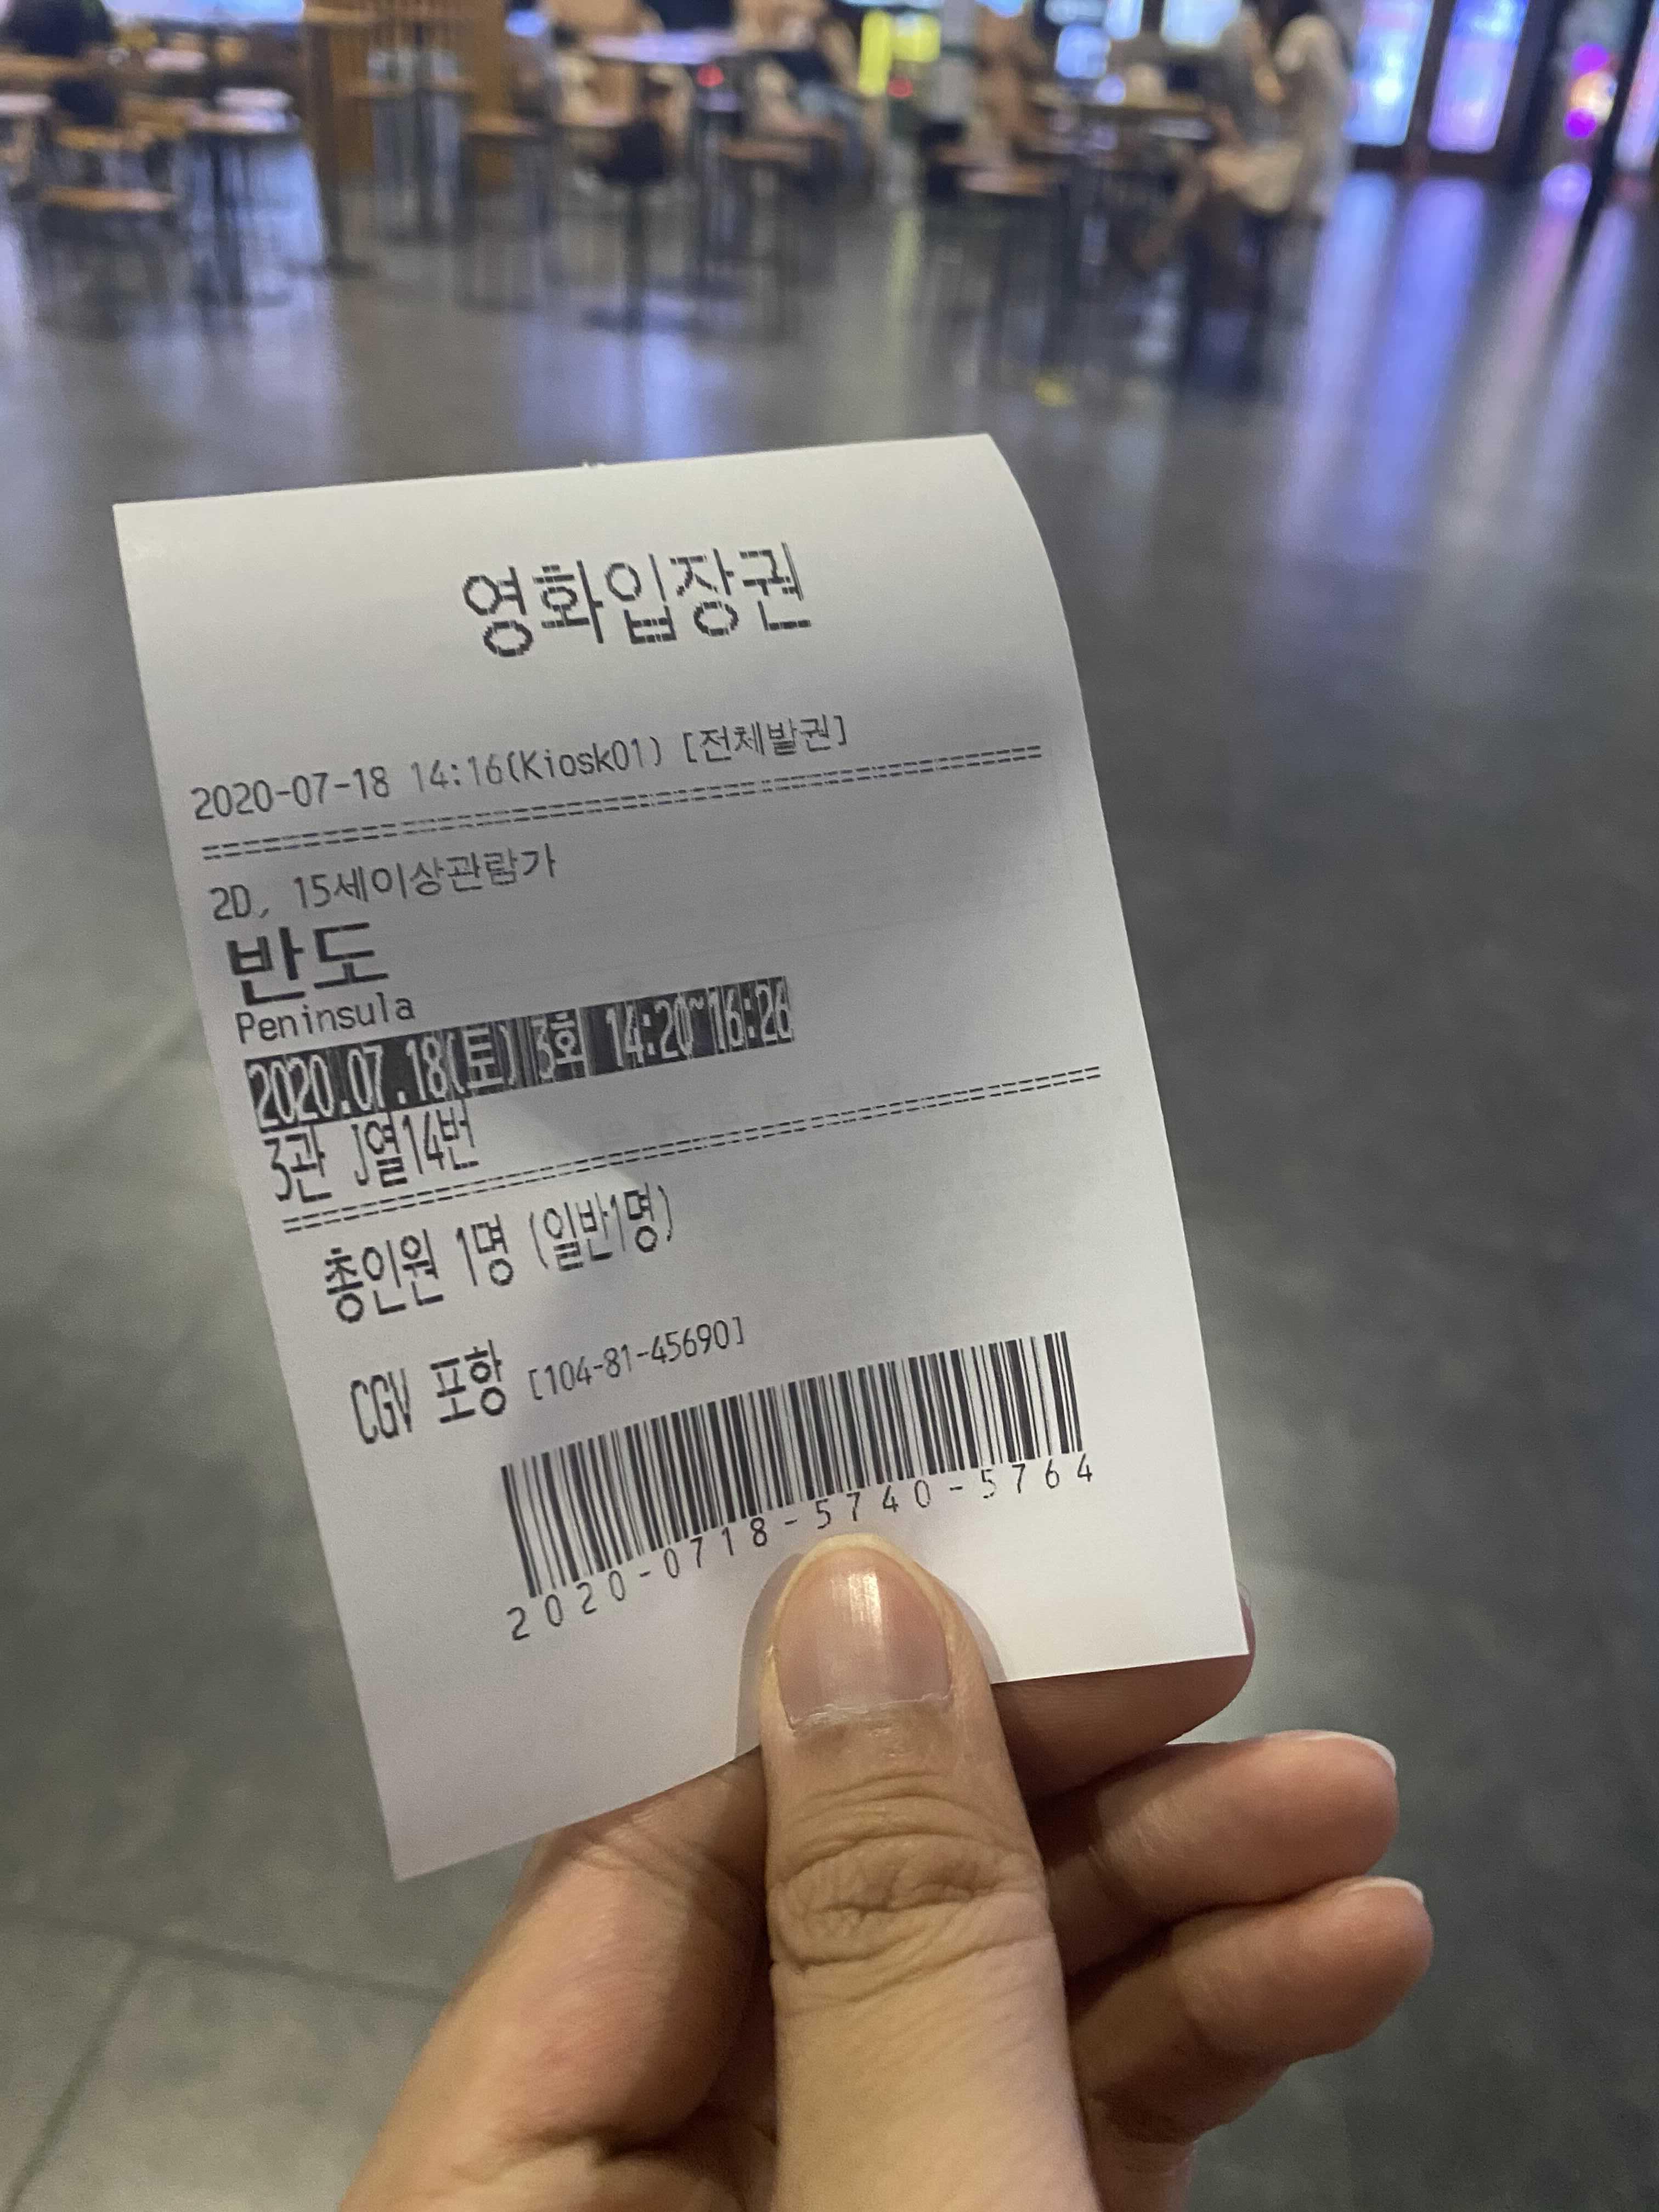 영화입장권
2020-07-18 14:16(Kiosk01) [전체발권]
===========================================
2D, 15세이상관람가
반도
Peninsula
2020.07.18(토) 3회 14:20~16:26
3관 J열14번
===========================================
총인원 1명 (일반1명)
CGV 포항 [104-81-45690]
2020-0718-5740-5764